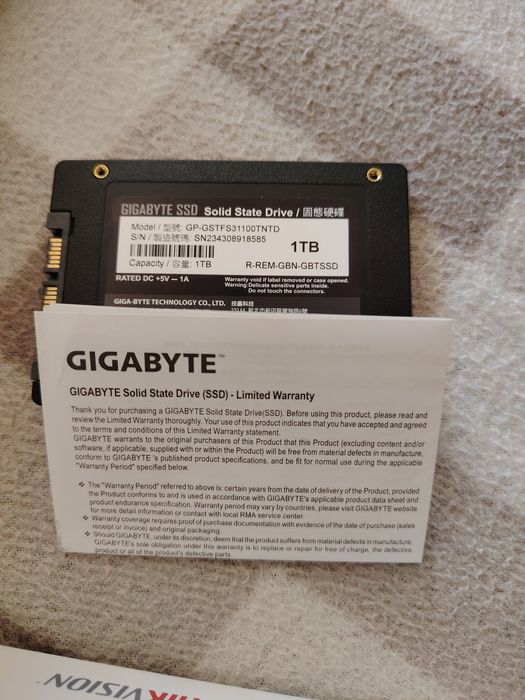 GIGABYTE SSD Solid State Drive / 固態硬碟
Model / 型號: GP-GSTFS31100TNTD
S/N / 製造號碼: SN234308918585
1TB
Capacity / 容量: 1TB
R-REM-GBN-GBTSSD
RATED DC +5V ⎓ 1A
Warranty void if label removed or case opened.
Warning:Delicate sensitive parts inside.
Do not touch the connectors.
GIGA-BYTE TECHNOLOGY CO., LTD. 技嘉科技
GIGABYTE™
GIGABYTE Solid State Drive (SSD) - Limited Warranty
Thank you for purchasing a GIGABYTE Solid State Drive(SSD). Before using this product, please read and
review the Limited Warranty thoroughly. Your use of this product indicates that you have accepted and agreed
to the terms and conditions of this Limited Warranty statement.
GIGABYTE warrants to the original purchasers of this Product that this Product (excluding content and/or
software, if applicable, supplied with or within the Product) will be free from material defects in manufacture,
conform to GIGABYTE 's published product specifications, and be fit for normal use during the applicable
"Warranty Period" specified below.
❖ The "Warranty Period" referred to above is: certain years from the date of delivery of the Product, provided
the Product conforms to and is used in accordance with GIGABYTE's applicable product data sheet and
product endurance specification. Warranty period may vary by countries, please visit GIGABYTE website
for more detail information or contact with local RMA service center.
❖ Warranty coverage requires proof of purchase documentation with evidence of the date of purchase (sales
receipt or invoice) and original packaging.
❖ Should GIGABYTE, under its discretion, deem that the product suffers from material defects in manufacture,
GIGABYTE's sole obligation under this warranty is to replace or repair for free of charge, the defective
product or all of the product's defective parts.
HIKVISION